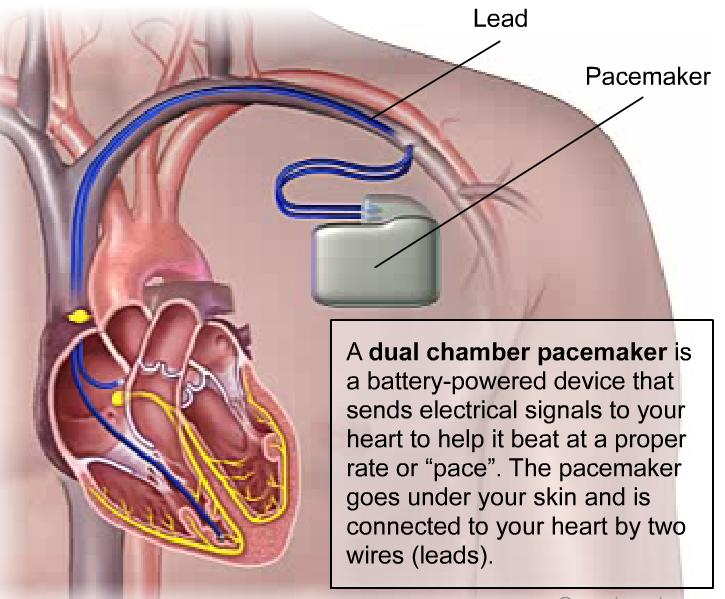 Lead
Pacemaker
A dual chamber pacemaker is
a battery-powered device that
sends electrical signals to your
heart to help it beat at a proper
rate or “pace”. The pacemaker
goes under your skin and is
connected to your heart by two
wires (leads).